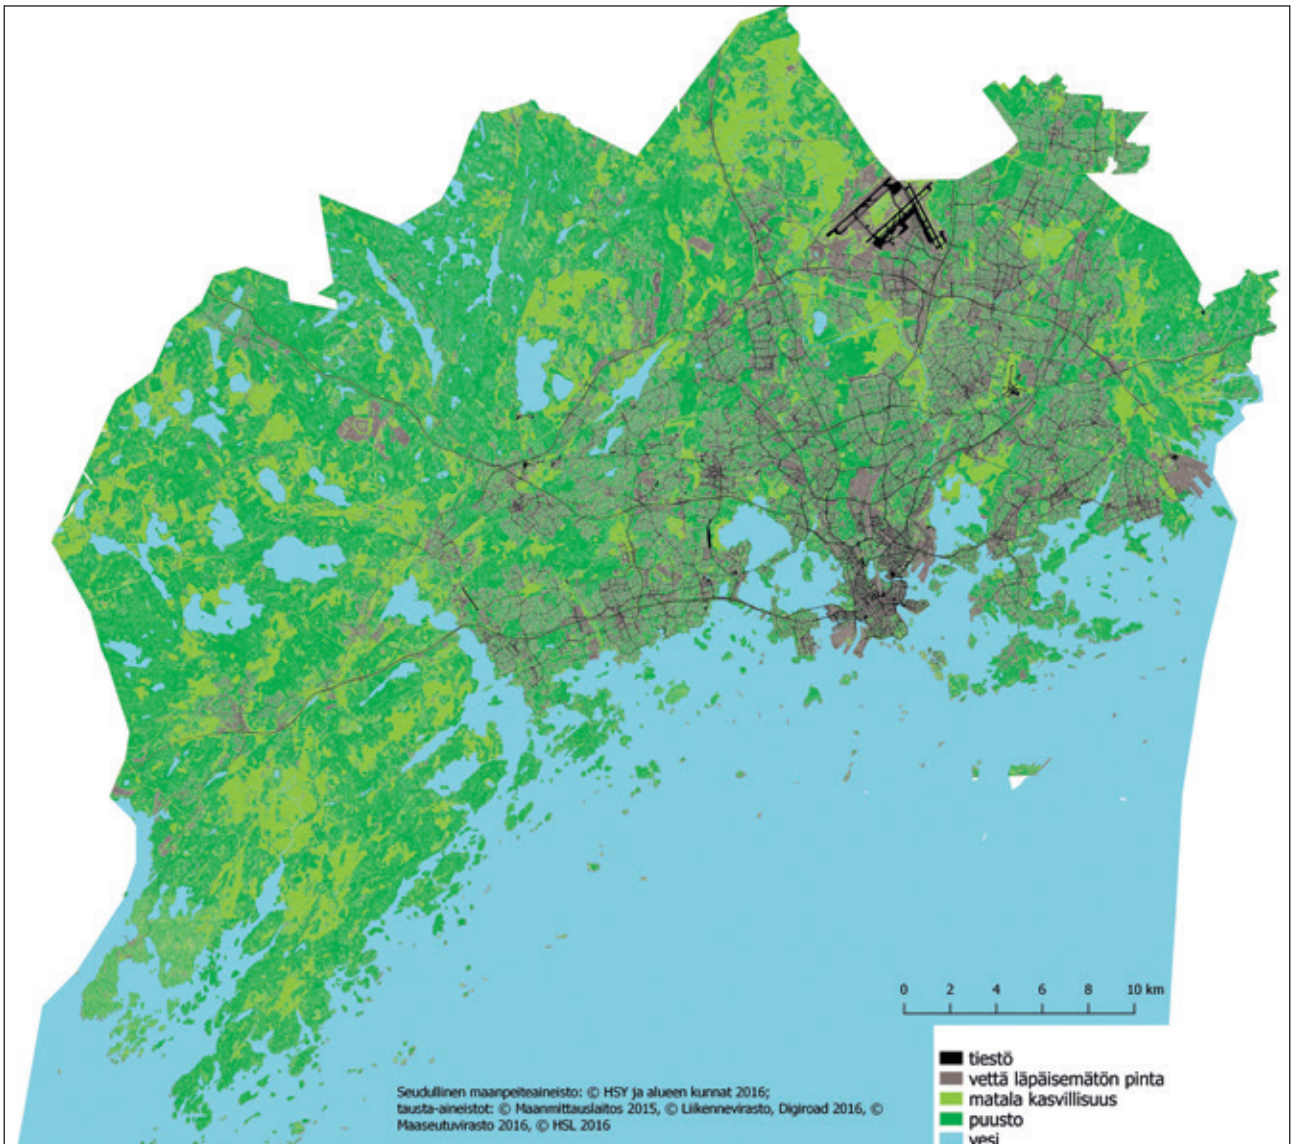 0 2 4 6 8 10 km
tiestö
vettä läpäisemätön pinta
matala kasvillisuus
puusto
vesi
Seudullinen maanpeiteaineisto: © HSY ja alueen kunnat 2016;
tausta-aineistot: © Maanmittauslaitos 2015, © Liikennevirasto, Digiroad 2016, ©
Maaseutuvirasto 2016, © HSL 2016